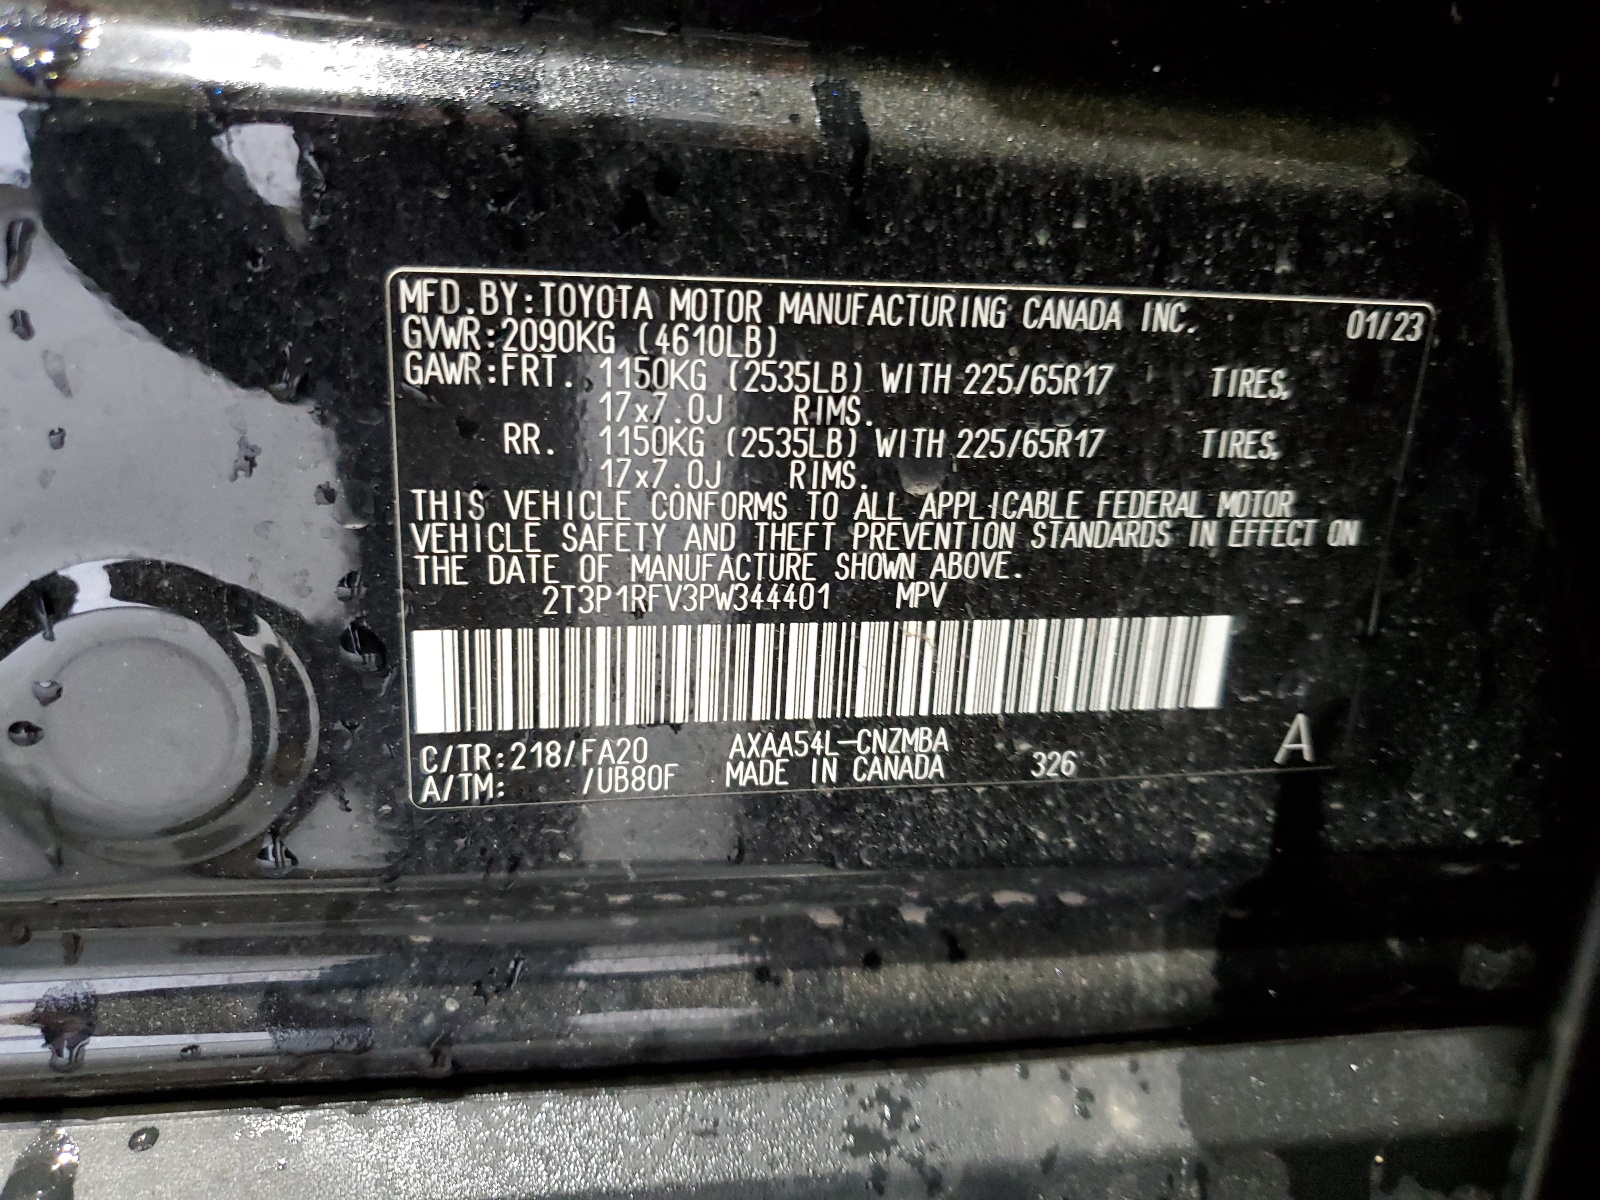 MFD.BY:TOYOTA MOTOR MANUFACTURING CANADA INC. 01/23
GVWR:2090KG (4610LB)
GAWR:FRT. 1150KG (2535LB) WITH 225/65R17 TIRES,
17x7.0J RIMS.
RR. 1150KG (2535LB) WITH 225/65R17 TIRES,
17x7.0J RIMS.
THIS VEHICLE CONFORMS TO ALL APPLICABLE FEDERAL MOTOR
VEHICLE SAFETY AND THEFT PREVENTION STANDARDS IN EFFECT ON
THE DATE OF MANUFACTURE SHOWN ABOVE.
2T3P1RFV3PW344401 MPV
C/TR:218/FA20 AXAA54L-CNZMBA A
A/TM: /UB80F MADE IN CANADA 326